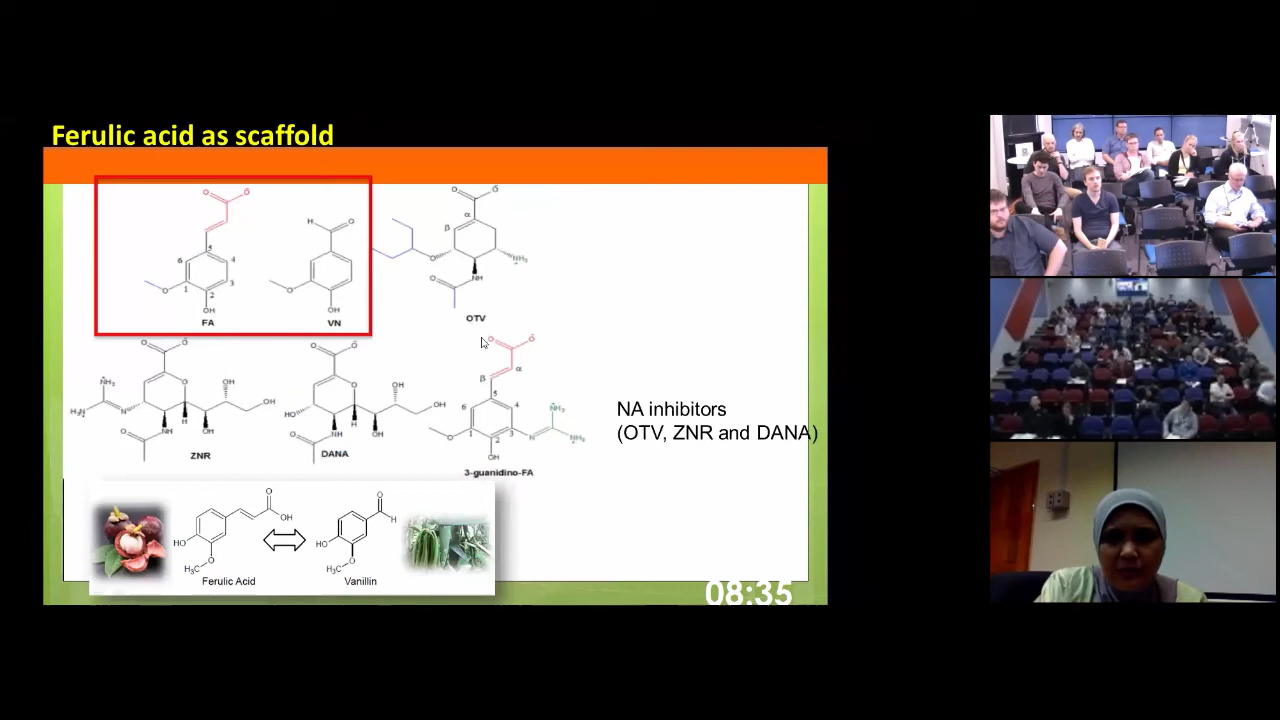 Ferulic acid as scaffold
FA
VN
OTV
ZNR
DANA
3-guanidino-FA
NA inhibitors
(OTV, ZNR and DANA)
Ferulic Acid
Vanillin
08:35